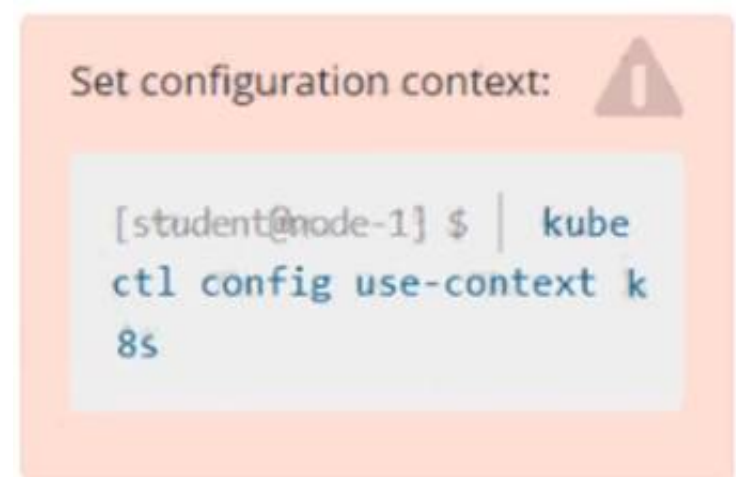 Set configuration context:
[student@node-1] $ | kube
ctl config use-context k
8s